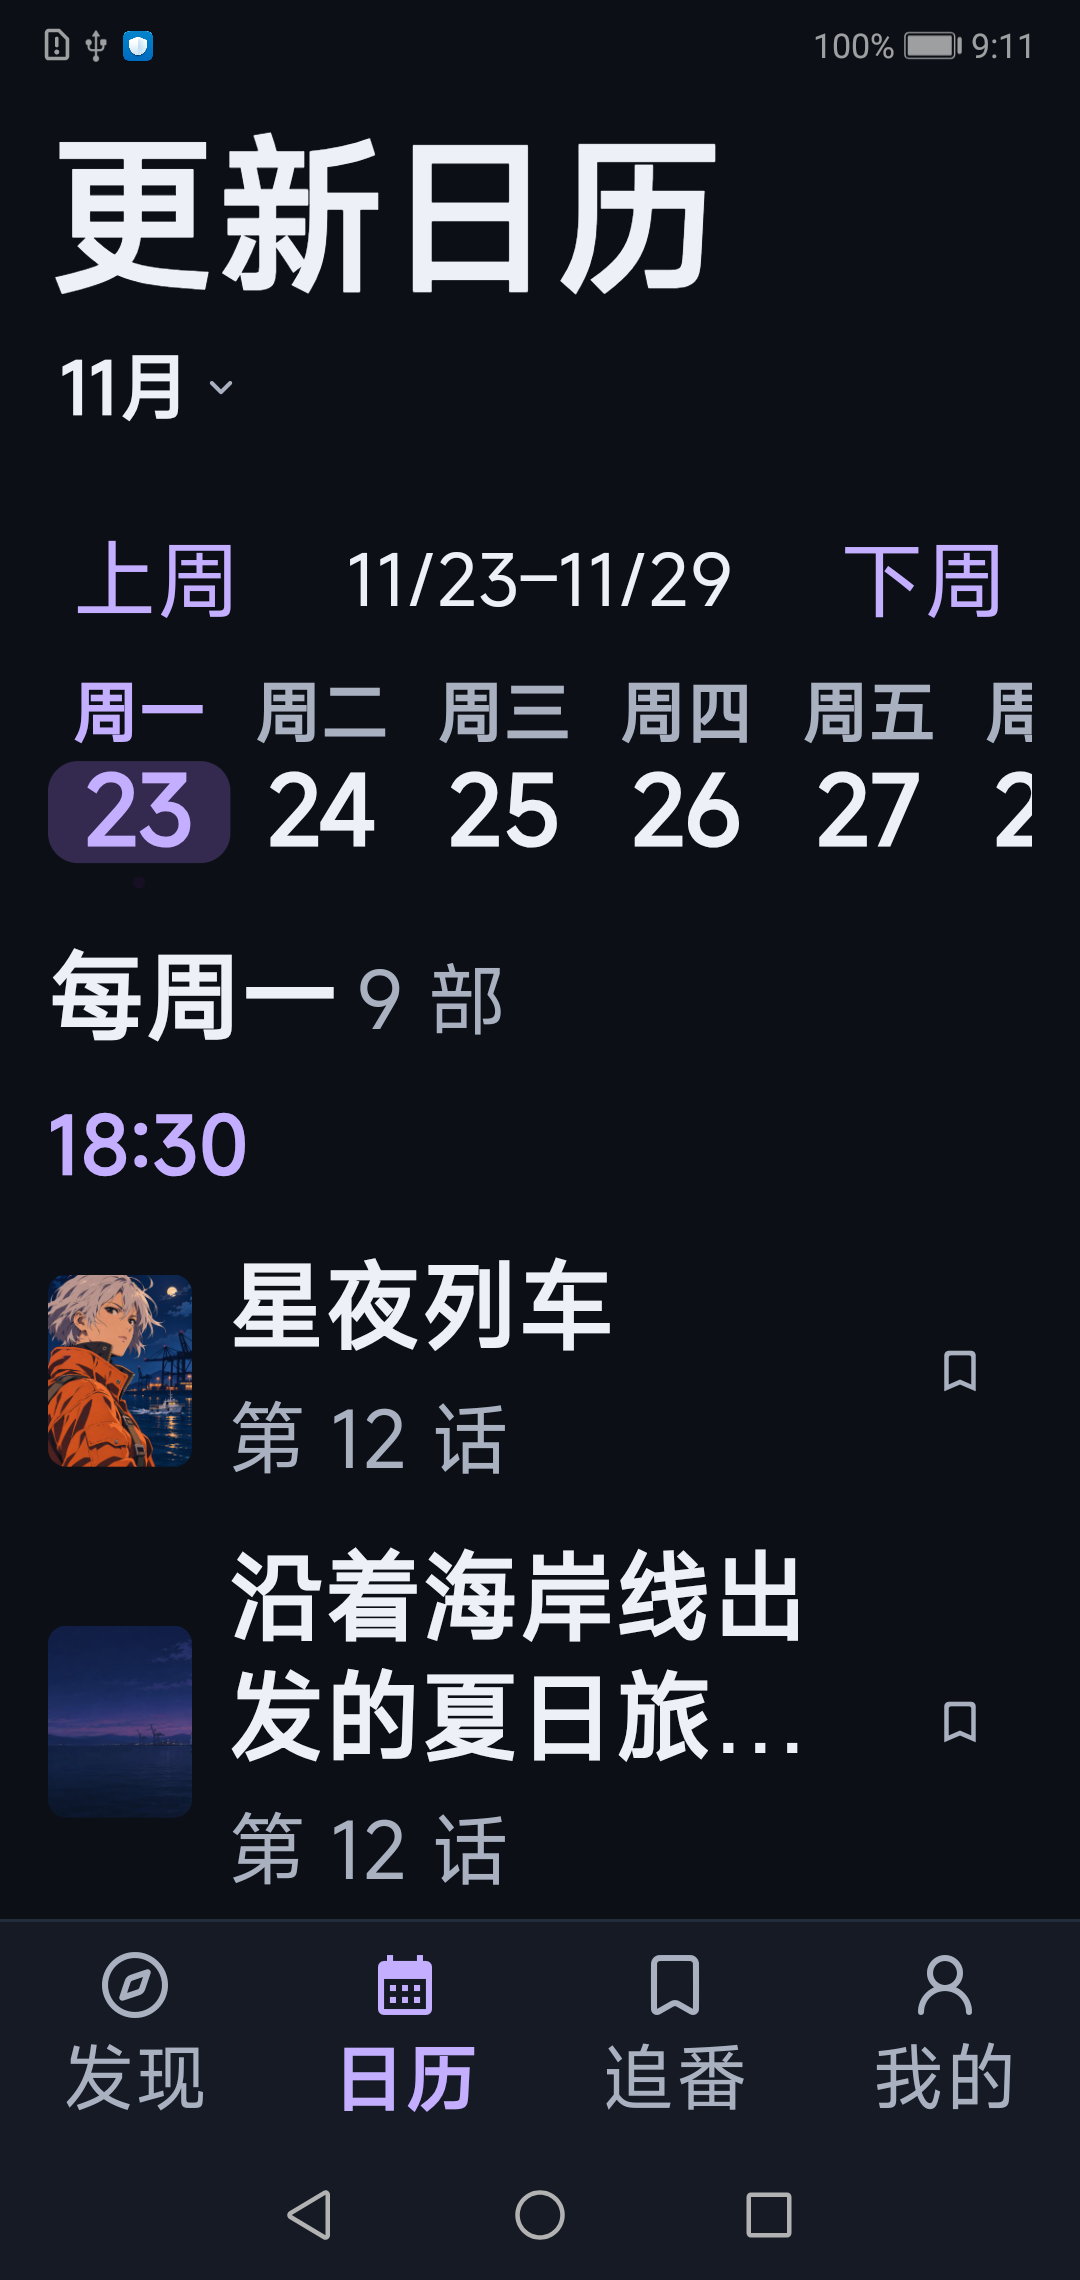 100% 9:11
更新日历
11月
上周 11/23–11/29 下周
周一 周二 周三 周四 周五
23 24 25 26 27
每周一 9 部
18:30
星夜列车
第 12 话
沿着海岸线出
发的夏日旅…
第 12 话
发现 日历 追番 我的